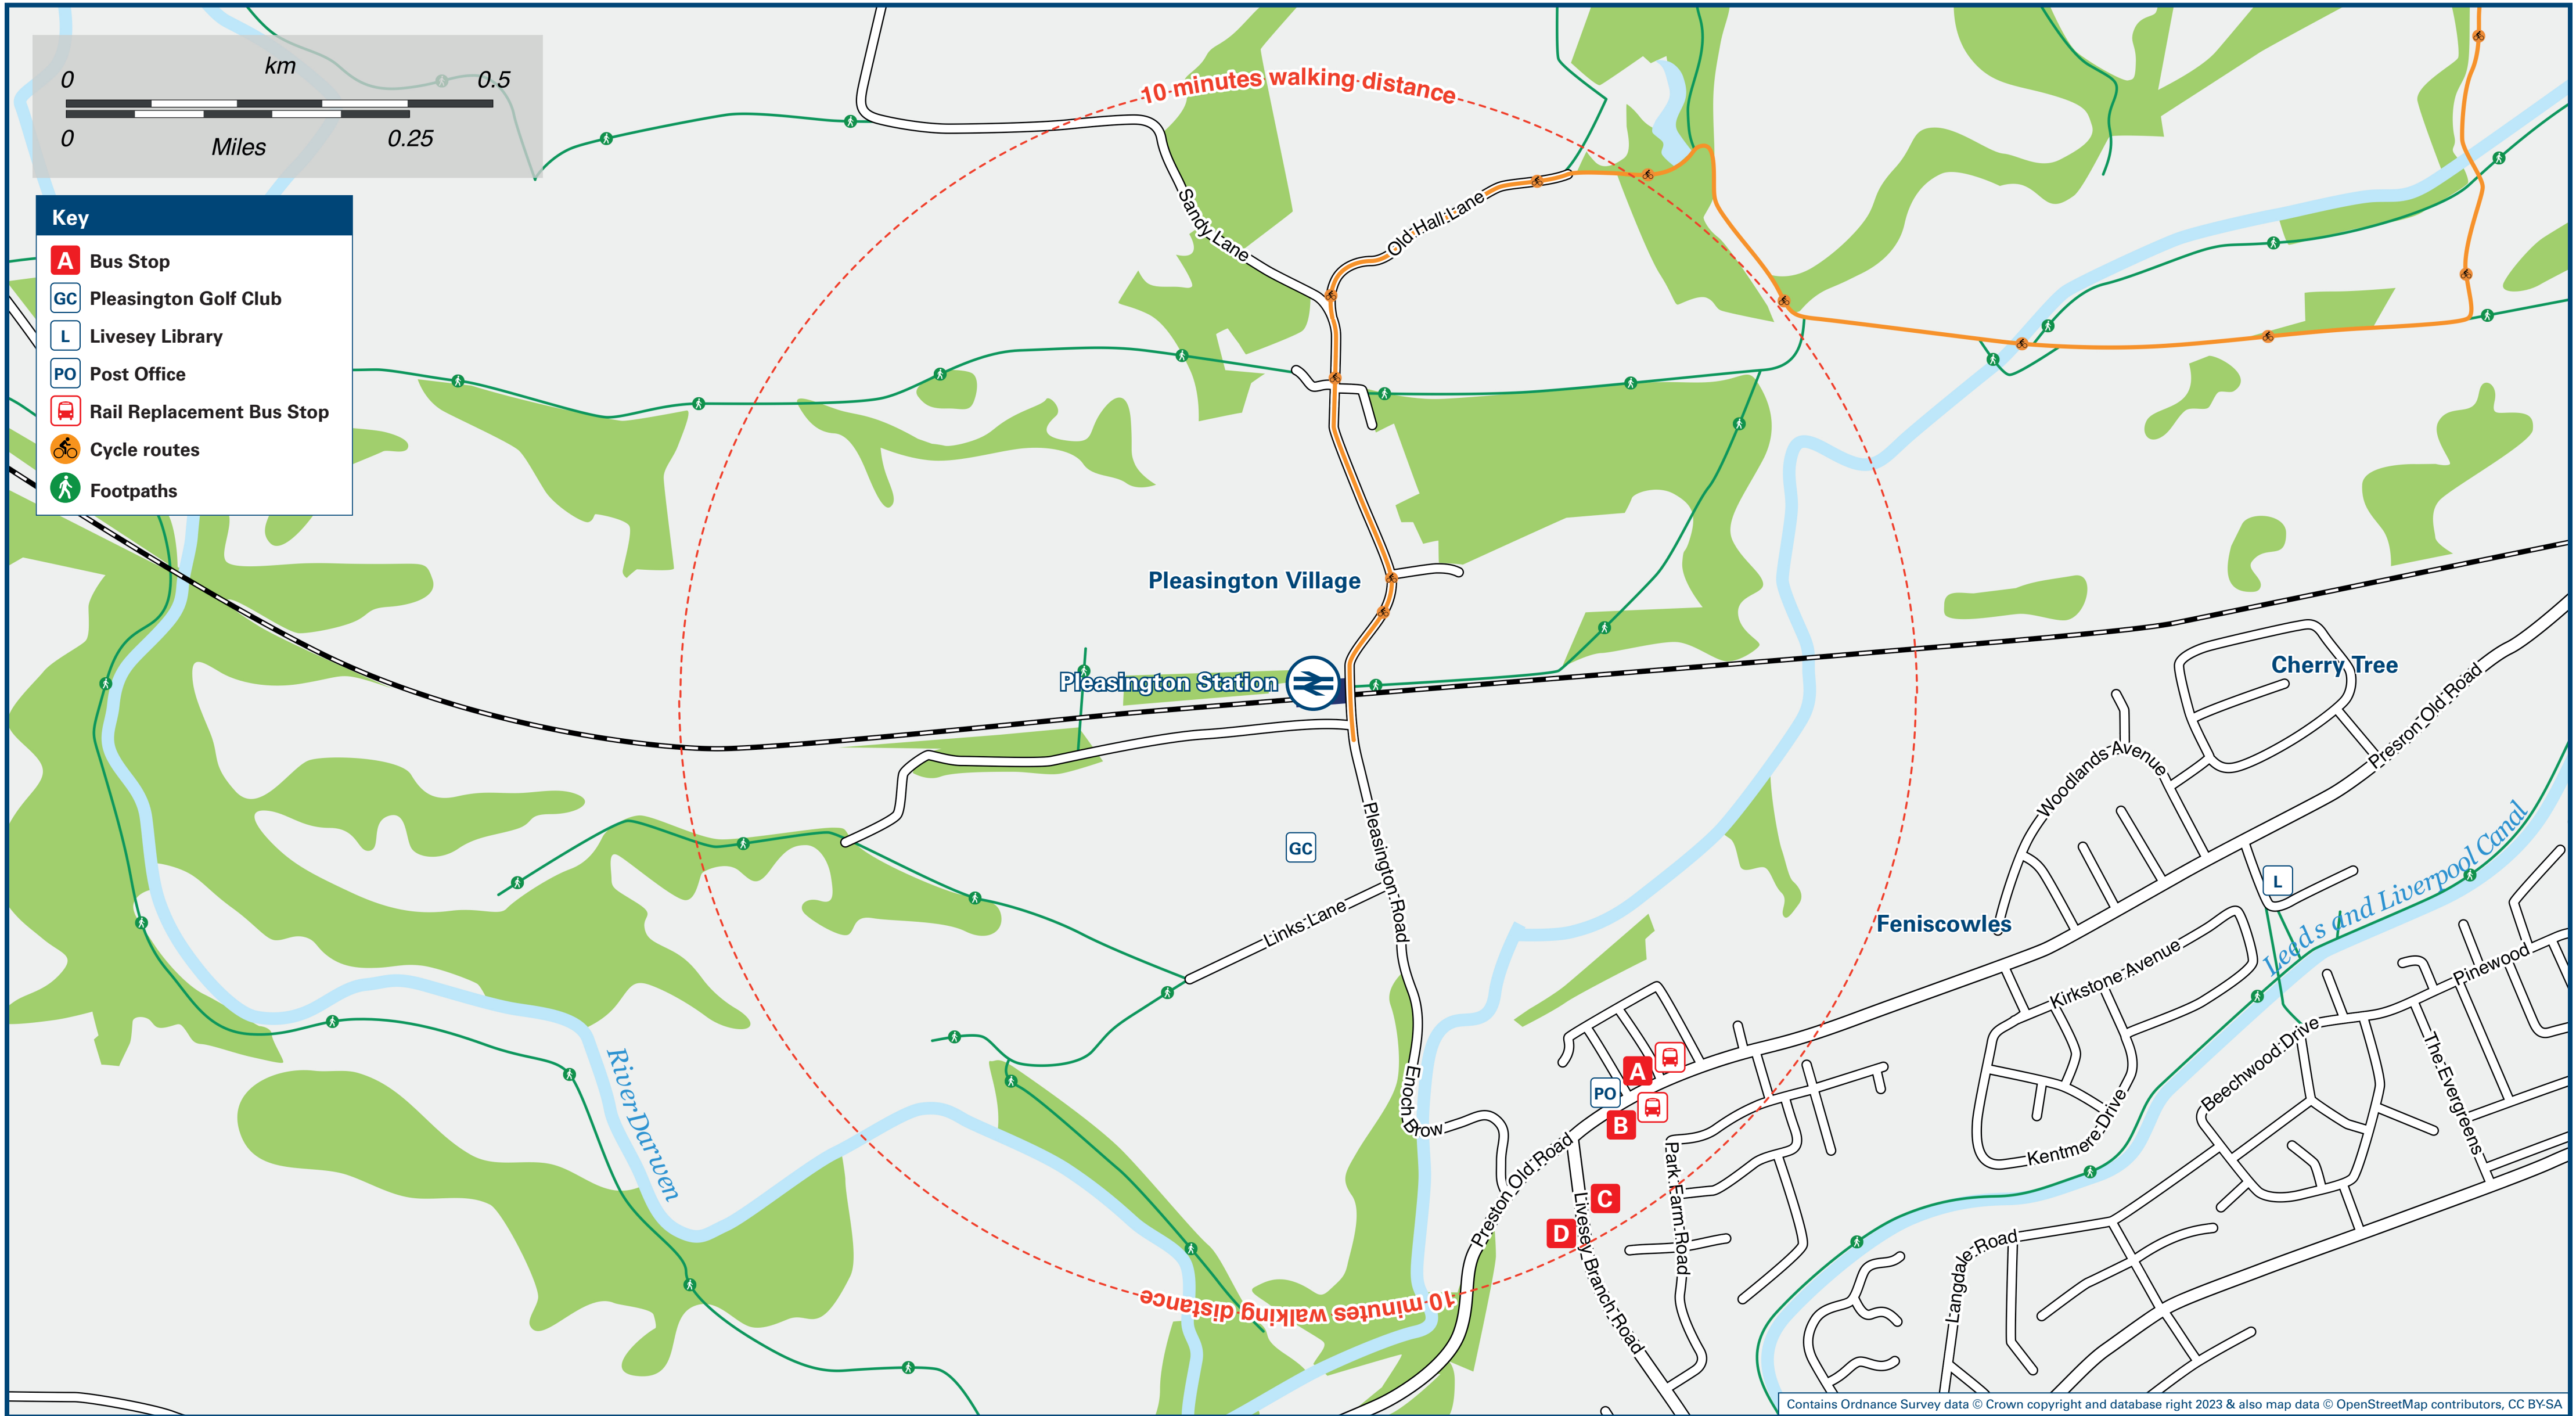 km
0 0.5
0 0.25
Miles
Key
A Bus Stop
GC Pleasington Golf Club
L Livesey Library
PO Post Office
Rail Replacement Bus Stop
Cycle routes
Footpaths
10 minutes walking distance
Sandy Lane
Old Hall Lane
Pleasington Village
Pleasington Station
Cherry Tree
Presron Old Road
Woodlands Avenue
Pleasington Road
GC
L
Leeds and Liverpool Canal
Links Lane
Feniscowles
Kirkstone Avenue
Pinewood
River Darwen
Enoch Brow
A
PO
B
Beechwood Drive
The Evergreens
Kentmere Drive
Preston Old Road
Park Farm Road
C
D
Livesey Branch Road
Langdale Road
10 minutes walking distance
Contains Ordnance Survey data © Crown copyright and database right 2023 & also map data © OpenStreetMap contributors, CC BY-SA